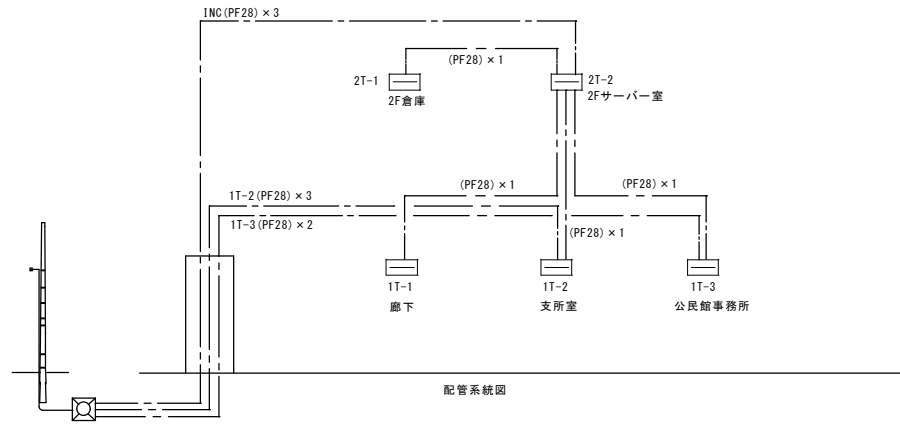 INC(PF28)×3
(PF28)×1
2T-1
2F倉庫
2T-2
2Fサーバー室
1T-2(PF28)×3
1T-3(PF28)×2
(PF28)×1
(PF28)×1
(PF28)×1
1T-1
廊下
1T-2
支所室
1T-3
公民館事務所
配管系統図